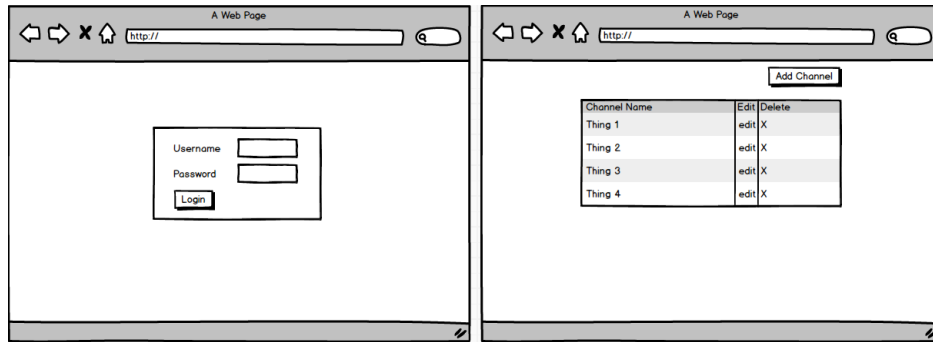 A Web Page
http://
Username
Password
Login
A Web Page
http://
Add Channel
Channel Name Edit Delete
Thing 1 edit X
Thing 2 edit X
Thing 3 edit X
Thing 4 edit X